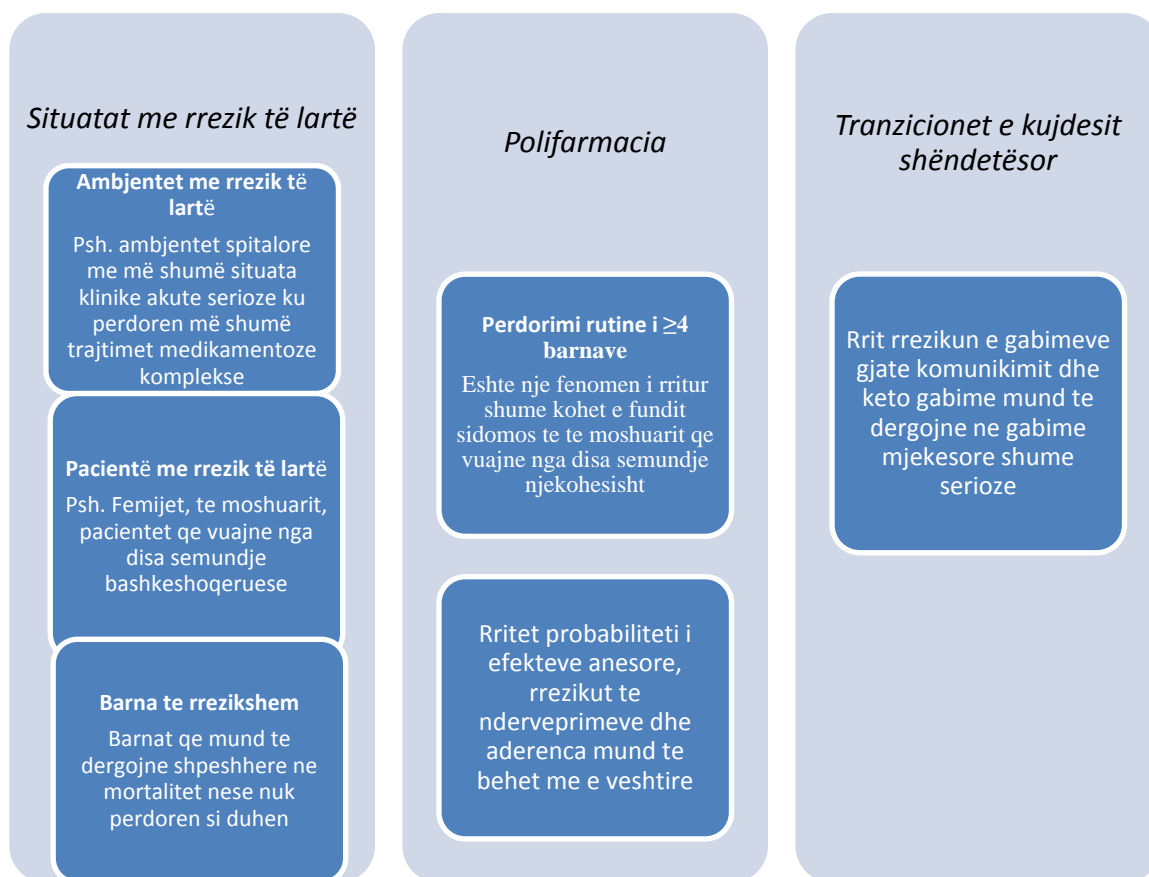 Situatat me rrezik të lartë
Ambjentet me rrezik të
lartë
Psh. ambjentet spitalore
me më shumë situata
klinike akute serioze ku
perdoren më shumë
trajtimet medikamentoze
komplekse
Pacientë me rrezik të lartë
Psh. Femijet, te moshuarit,
pacientet qe vuajne nga
disa semundje
bashkeshoqeruese
Barna te rrezikshem
Barnat qe mund te
dergojne shpeshhere ne
mortalitet nese nuk
perdoren si duhen
Polifarmacia
Perdorimi rutine i ≥4
barnave
Eshte nje fenomen i rritur
shume kohet e fundit
sidomos te te moshuarit qe
vuajne nga disa semundje
njekohesisht
Rritet probabiliteti i
efekteve anesore,
rrezikut te
nderveprimeve dhe
aderenca mund te
behet me e veshtire
Tranzicionet e kujdesit
shëndetësor
Rrit rrezikun e gabimeve
gjate komunikimit dhe
keto gabime mund te
dergojne ne gabime
mjekesore shume
serioze